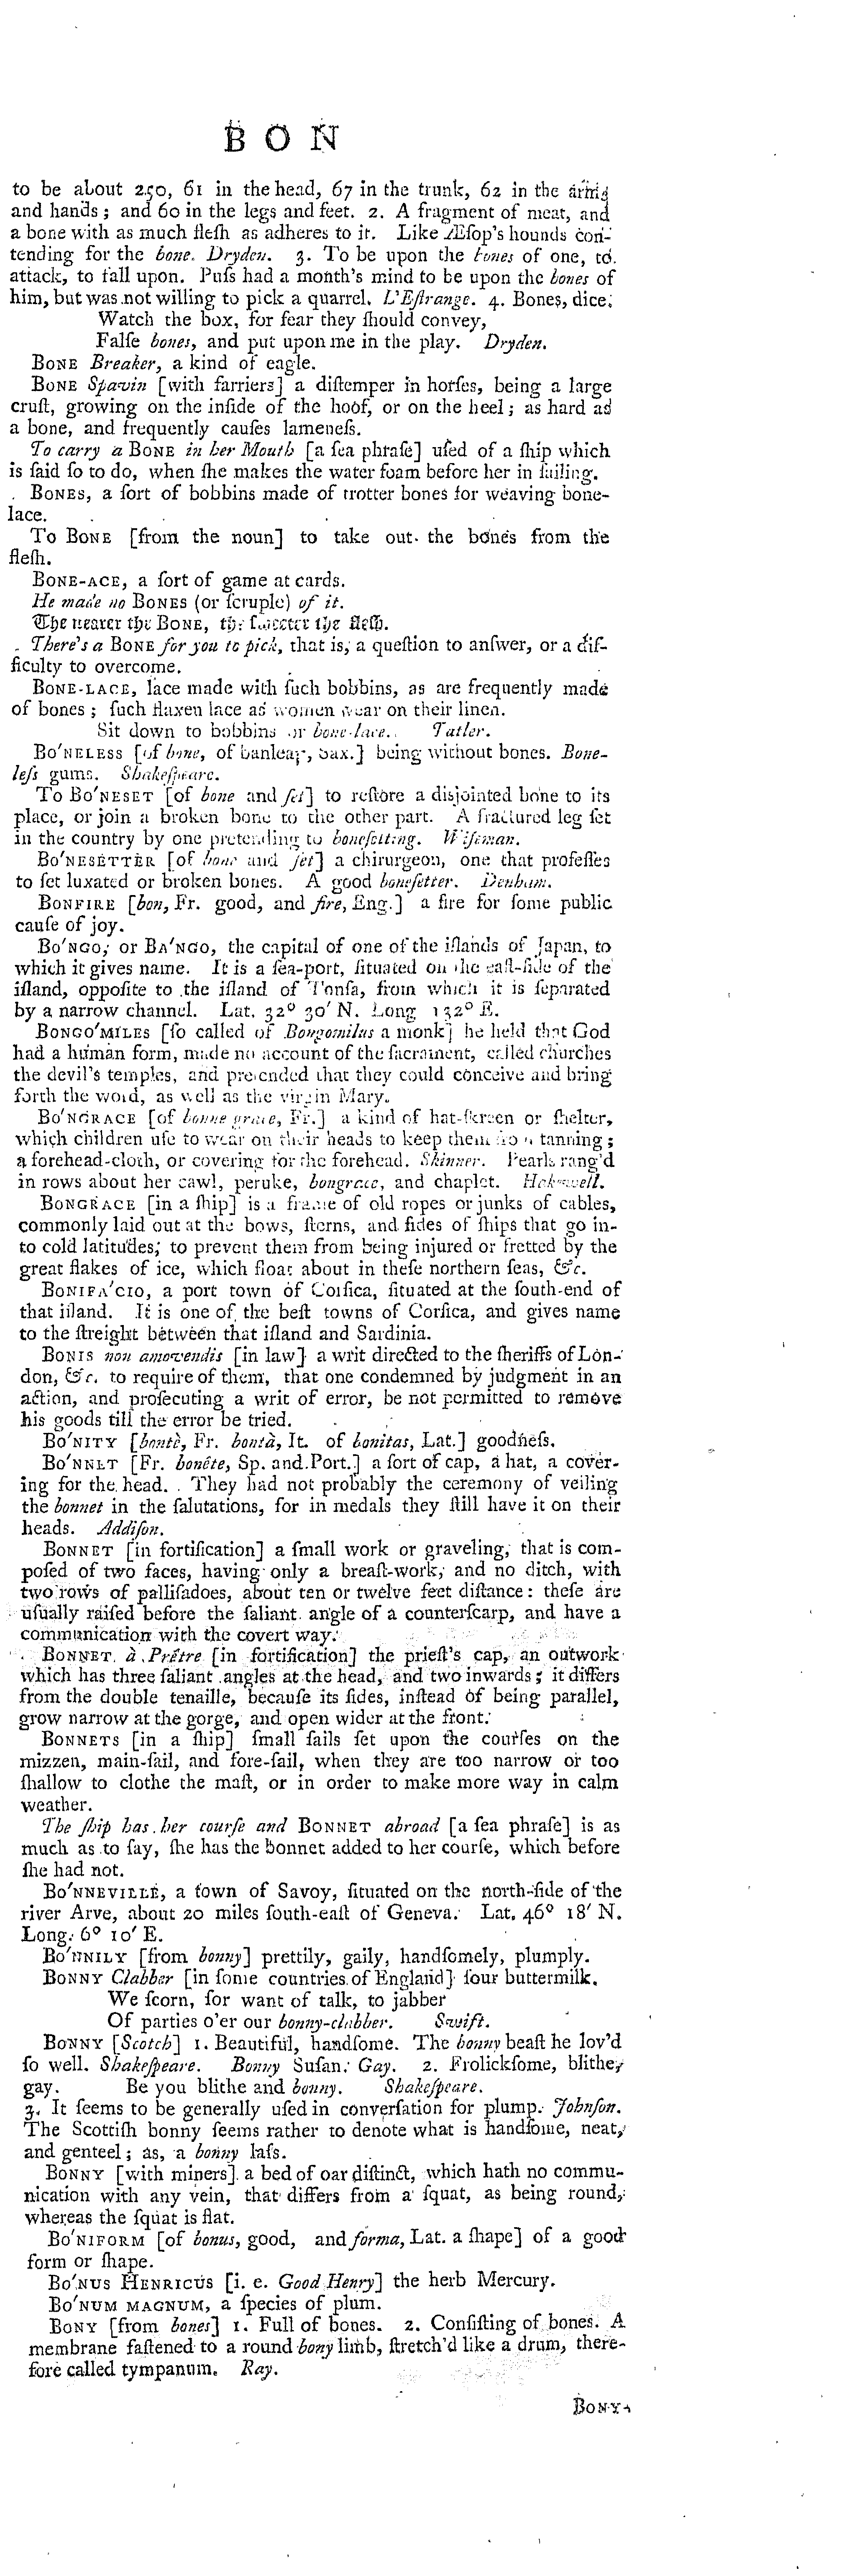 B O N
to be about 250, 61 in the head, 67 in the trunk, 62 in the arms
and hands; and 60 in the legs and feet. 2. A fragment of meat, and
a bone with as much fleſh as adheres to it. Like Æſop's hounds con-
tending for the bone. Dryden. 3. To be upon the bones of one, to
attack, to fall upon. Puſs had a month's mind to be upon the bones of
him, but was not willing to pick a quarrel. L'Eſtrange. 4. Bones, dice.
Watch the box, for fear they ſhould convey,
Falſe bones, and put upon me in the play. Dryden.
BONE Breaker, a kind of eagle.
BONE Spavin [with farriers] a diſtemper in horſes, being a large
cruſt, growing on the inſide of the hoof, or on the heel; as hard as
a bone, and frequently cauſes lameneſs.
To carry a BONE in her Mouth [a ſea phraſe] uſed of a ſhip which
is ſaid ſo to do, when ſhe makes the water foam before her in ſailing.
BONES, a ſort of bobbins made of trotter bones for weaving bone-
lace.
To BONE [from the noun] to take out the bones from the
fleſh.
BONE-ACE, a ſort of game at cards.
He made no BONES (or ſcruple) of it.
The nearer the BONE, the ſweeter the fleſh.
There's a BONE for you to pick, that is, a queſtion to anſwer, or a dif-
ficulty to overcome.
BONE-LACE, lace made with ſuch bobbins, as are frequently made
of bones; ſuch flaxen lace as women wear on their linen.
Sit down to bobbins or bone-lace. Tatler.
BO'NELESS [of bone, of banleaꞅ, Sax.] being without bones. Bone-
leſs gums. Shakeſpeare.
To BO'NESET [of bone and ſet] to reſtore a disjointed bone to its
place, or join a broken bone to the other part. A fractured leg ſet
in the country by one pretending to boneſetting. Wiſeman.
BO'NESETTER [of bone and ſet] a chirurgeon, one that profeſſes
to ſet luxated or broken bones. A good boneſetter. Denham.
BONFIRE [bon, Fr. good, and fire, Eng.] a fire for ſome public
cauſe of joy.
BO'NGO, or BA'NGO, the capital of one of the iſlands of Japan, to
which it gives name. It is a ſea-port, ſituated on the eaſt-ſide of the
iſland, oppoſite to the iſland of Tonſa, from which it is ſeparated
by a narrow channel. Lat. 32° 30' N. Long 132° E.
BONGO'MILES [ſo called of Bongomilus a monk] he held that God
had a human form, made no account of the ſacrament, called churches
the devil's temples, and pretended that they could conceive and bring
forth the word, as well as the virgin Mary.
BO'NGRACE [of bonne grace, Fr.] a kind of hat-ſkreen or ſhelter,
which children uſe to wear on their heads to keep them from tanning;
a forehead-cloth, or covering for the forehead. Skinner. Pearls rang'd
in rows about her cawl, peruke, bongrace, and chaplet. Hakewell.
BONGRACE [in a ſhip] is a frame of old ropes or junks of cables,
commonly laid out at the bows, ſterns, and ſides of ſhips that go in-
to cold latitudes, to prevent them from being injured or fretted by the
great flakes of ice, which float about in theſe northern ſeas, &c.
BONIFA'CIO, a port town of Corſica, ſituated at the ſouth-end of
that iſland. It is one of the beſt towns of Corſica, and gives name
to the ſtreight between that iſland and Sardinia.
BONIS non amovendis [in law] a writ directed to the ſheriffs of Lon-
don, &c. to require of them, that one condemned by judgment in an
action, and proſecuting a writ of error, be not permitted to remove
his goods till the error be tried.
BO'NITY [bontè, Fr. bontà, It. of bonitas, Lat.] goodneſs.
BO'NNET [Fr. bonéte, Sp. and Port.] a ſort of cap, a hat, a cover-
ing for the head. They had not probably the ceremony of veiling
the bonnet in the ſalutations, for in medals they ſtill have it on their
heads. Addiſon.
BONNET [in fortification] a ſmall work or graveling, that is com-
poſed of two faces, having only a breaſt-work, and no ditch, with
two rows of palliſadoes, about ten or twelve feet diſtance: theſe are
uſually raiſed before the ſaliant angle of a counterſcarp, and have a
communication with the covert way.
BONNET à Prêtre [in fortification] the prieſt's cap, an outwork
which has three ſaliant angles at the head, and two inwards; it differs
from the double tenaille, becauſe its ſides, inſtead of being parallel,
grow narrow at the gorge, and open wider at the front.
BONNETS [in a ſhip] ſmall ſails ſet upon the courſes on the
mizzen, main-ſail, and fore-ſail, when they are too narrow or too
ſhallow to clothe the maſt, or in order to make more way in calm
weather.
The ſhip has her courſe and BONNET abroad [a ſea phraſe] is as
much as to ſay, ſhe has the bonnet added to her courſe, which before
ſhe had not.
BO'NNEVILLE, a town of Savoy, ſituated on the north-ſide of the
river Arve, about 20 miles ſouth-eaſt of Geneva. Lat. 46° 18' N.
Long. 6° 10' E.
BO'NNILY [from bonny] prettily, gaily, handſomely, plumply.
BONNY Clabber [in ſome countries of England] ſour buttermilk.
We ſcorn, for want of talk, to jabber
Of parties o'er our bonny-clabber. Swift.
BONNY [Scotch] 1. Beautiful, handſome. The bonny beaſt he lov'd
ſo well. Shakeſpeare. Bonny Suſan. Gay. 2. Frolickſome, blithe,
gay. Be you blithe and bonny. Shakeſpeare.
3. It ſeems to be generally uſed in converſation for plump. Johnſon.
The Scottiſh bonny ſeems rather to denote what is handſome, neat,
and genteel; as, a bonny laſs.
BONNY [with miners] a bed of oar diſtinct, which hath no commu-
nication with any vein, that differs from a ſquat, as being round,
whereas the ſquat is flat.
BO'NIFORM [of bonus, good, and forma, Lat. a ſhape] of a good
form or ſhape.
BO'NUS HENRICUS [i. e. Good Henry] the herb Mercury.
BO'NUM MAGNUM, a ſpecies of plum.
BONY [from bones] 1. Full of bones. 2. Conſiſting of bones. A
membrane faſtened to a round bony limb, ſtretch'd like a drum, there-
fore called tympanum. Ray.
BONY-